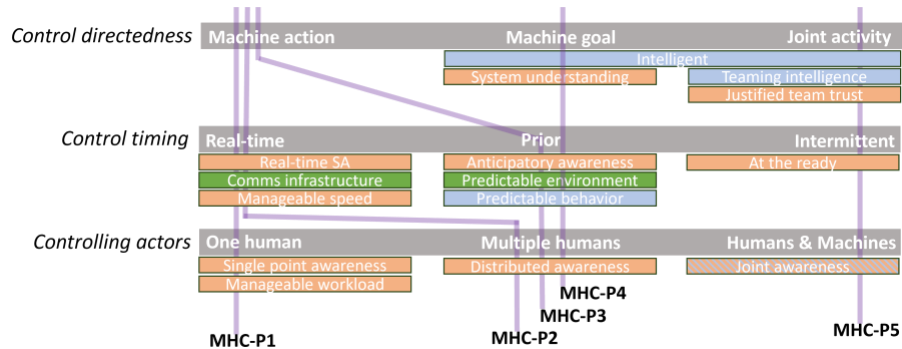 Control directedness
Machine action Machine goal Joint activity
Intelligent
System understanding Teaming intelligence
Justified team trust
Control timing
Real-time Prior Intermittent
Real-time SA Anticipatory awareness At the ready
Comms infrastructure Predictable environment
Manageable speed Predictable behavior
Controlling actors
One human Multiple humans Humans & Machines
Single point awareness Distributed awareness Joint awareness
Manageable workload
MHC-P4
MHC-P3
MHC-P1 MHC-P2 MHC-P5